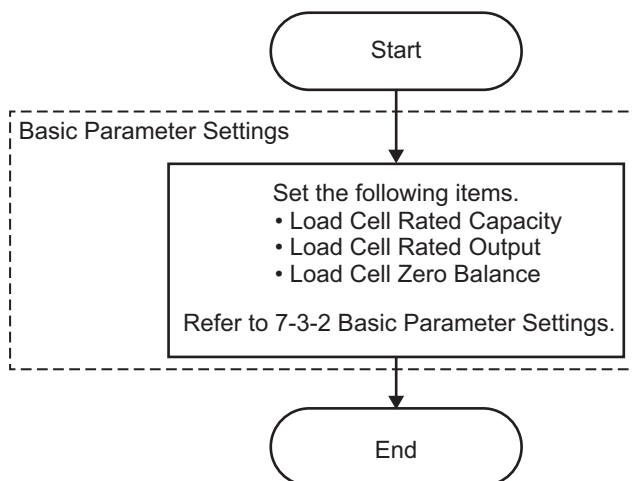 Start
Basic Parameter Settings
Set the following items.
• Load Cell Rated Capacity
• Load Cell Rated Output
• Load Cell Zero Balance
Refer to 7-3-2 Basic Parameter Settings.
End